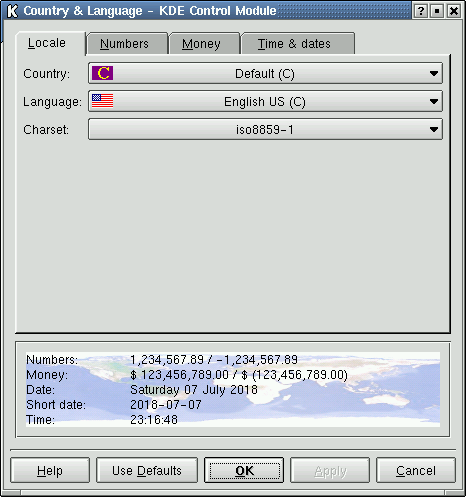 Country & Language - KDE Control Module
Locale Numbers Money Time & dates
Country: C Default (C)
Language: English US (C)
Charset: iso8859-1
Numbers: 1,234,567.89 / -1,234,567.89
Money: $ 123,456,789.00 / $ (123,456,789.00)
Date: Saturday 07 July 2018
Short date: 2018-07-07
Time: 23:16:48
Help Use Defaults OK Apply Cancel